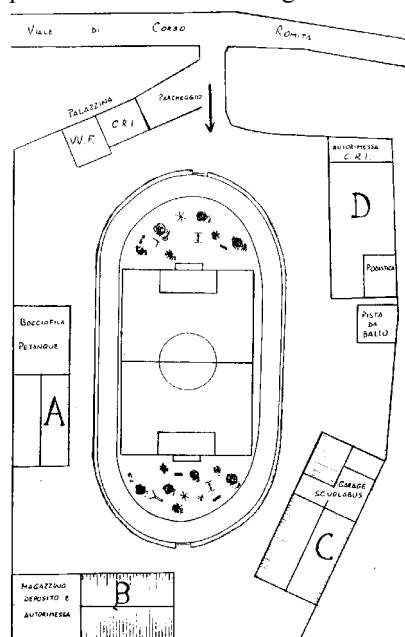 VIALE DI CORSO ROMITA
PALAZZINA
VV.F.
C.R.I.
PARCHEGGIO
AUTORIMESSA
C.R.I.
D
PODISTICA
PISTA
DA
BALLO
BOCCIOFILA
PETANQUE
A
GARAGE
SCUOLABUS
C
MAGAZZINO
DEPOSITO E
AUTORIMESSA
B